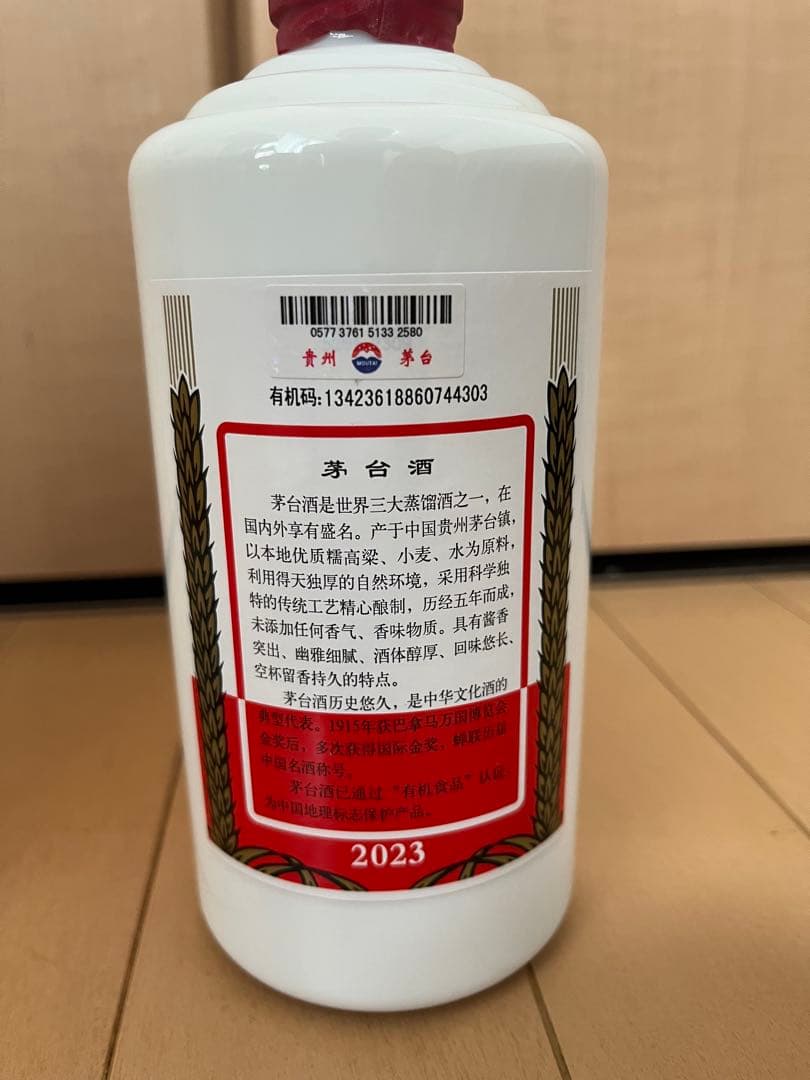 0577 3761 5133 2580
贵州 MOUTAI 茅台
有机码:13423618860744303
茅台酒
茅台酒是世界三大蒸馏酒之一，在
国内外享有盛名。产于中国贵州茅台镇，
以本地优质糯高粱、小麦、水为原料，
利用得天独厚的自然环境，采用科学独
特的传统工艺精心酿制，历经五年而成，
未添加任何香气、香味物质。具有酱香
突出、幽雅细腻、酒体醇厚、回味悠长、
空杯留香持久的特点。
茅台酒历史悠久，是中华文化酒的
典型代表。1915年获巴拿马万国博览会
金奖后，多次获得国际金奖，蝉联历届
中国名酒称号。
茅台酒已通过“有机食品”认证，
为中国地理标志保护产品。
2023